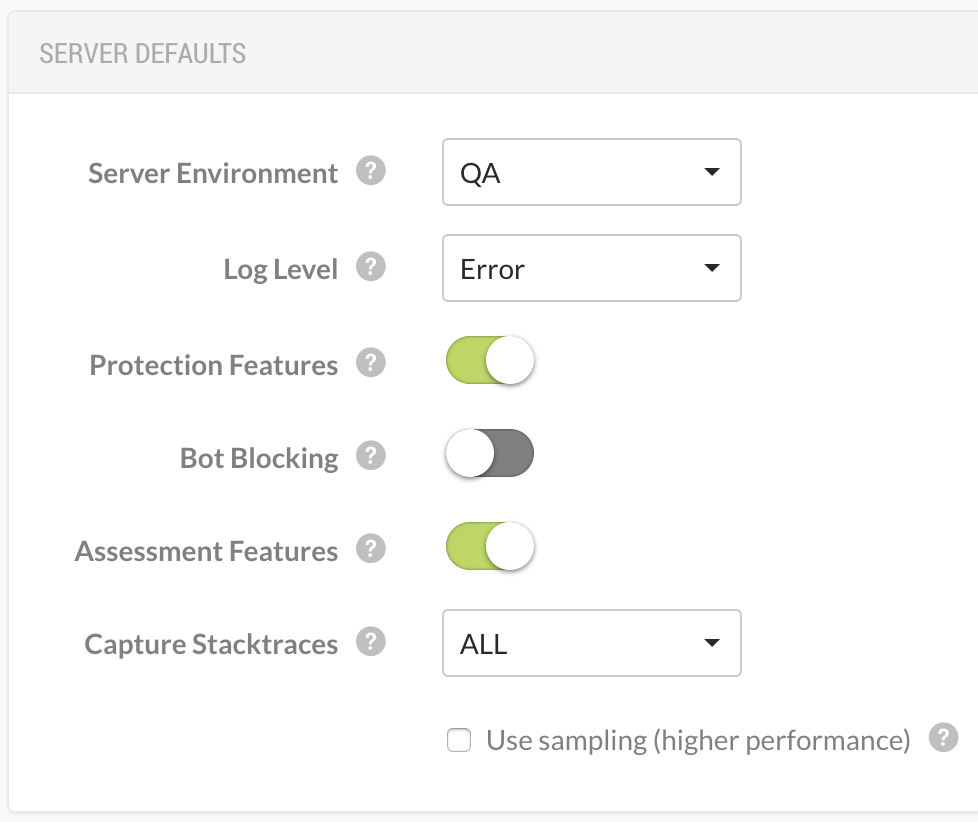 SERVER DEFAULTS
Server Environment ? QA
Log Level ? Error
Protection Features ?
Bot Blocking ?
Assessment Features ?
Capture Stacktraces ? ALL
Use sampling (higher performance) ?